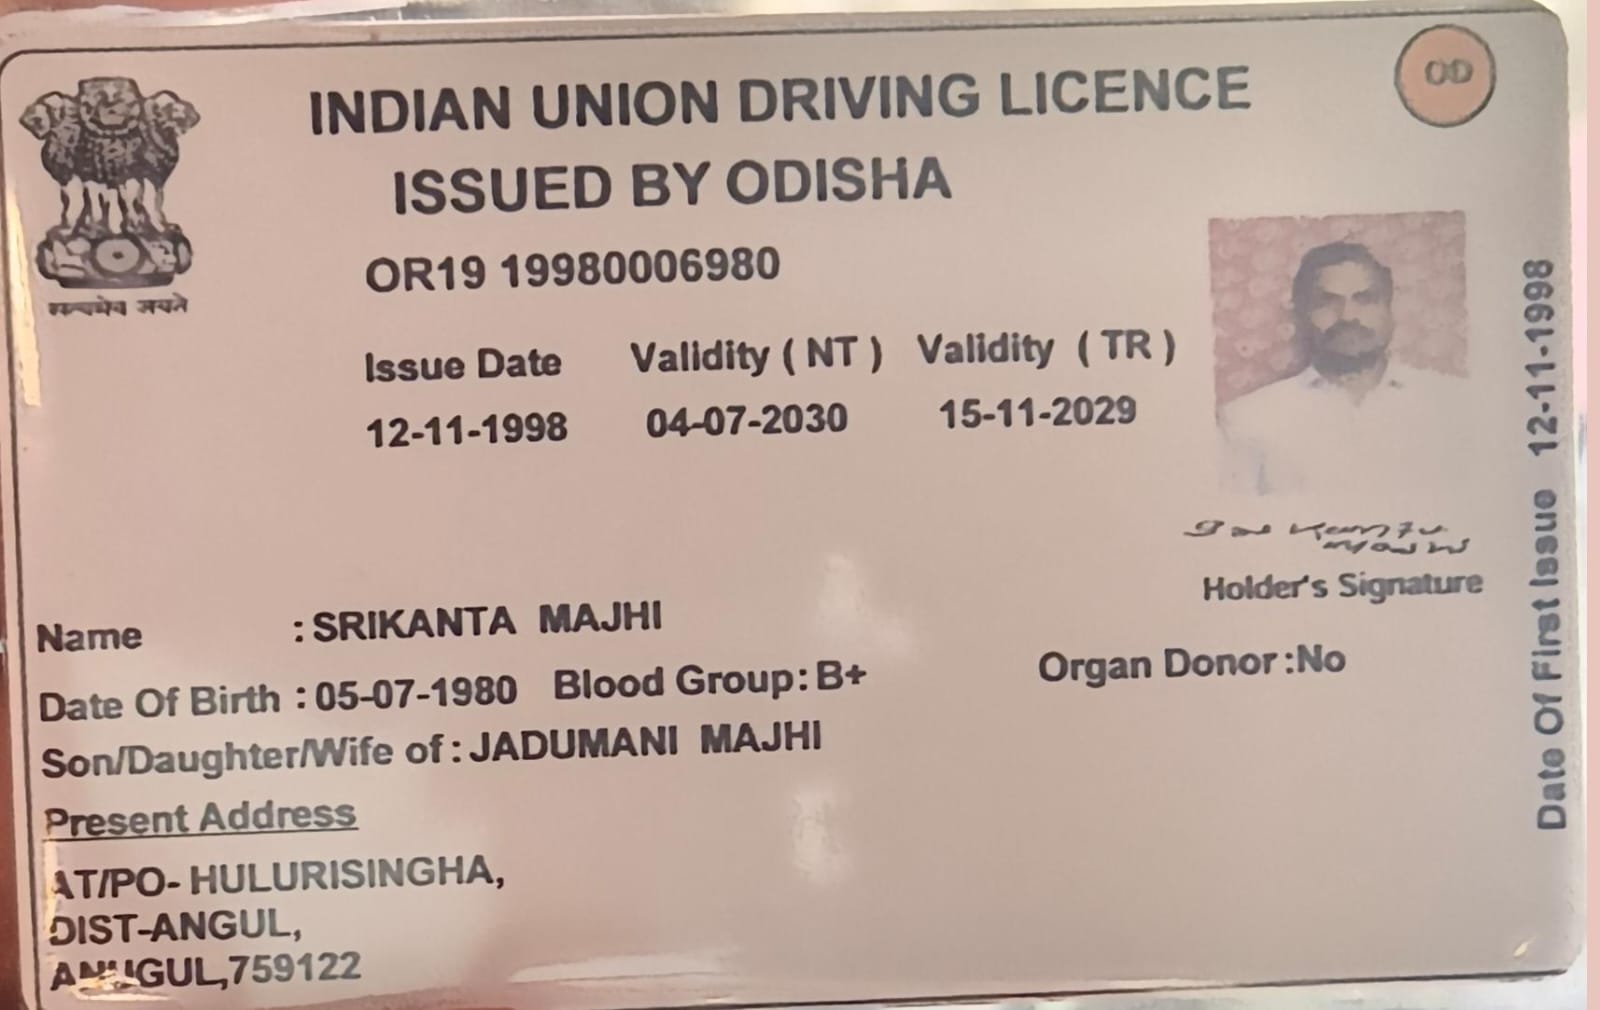 INDIAN UNION DRIVING LICENCE
OD
ISSUED BY ODISHA
OR19 19980006980
Issue Date Validity ( NT ) Validity ( TR )
12-11-1998 04-07-2030 15-11-2029
सत्यमेव जयते
Holder's Signature
Name : SRIKANTA MAJHI
Date Of Birth : 05-07-1980 Blood Group : B+ Organ Donor :No
Son/Daughter/Wife of : JADUMANI MAJHI
Present Address
AT/PO- HULURISINGHA,
DIST-ANGUL,
ANUGUL,759122
Date Of First Issue 12-11-1998